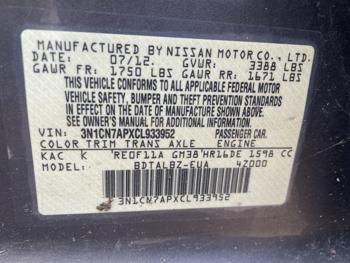 MANUFACTURED BY NISSAN MOTOR CO., LTD.
DATE: 07/12. GVWR: 3388 LBS
GAWR FR: 1750 LBS GAWR RR: 1671 LBS
THIS VEHICLE CONFORMS TO ALL APPLICABLE FEDERAL MOTOR
VEHICLE SAFETY, BUMPER AND THEFT PREVENTION STANDARDS
IN EFFECT ON THE DATE OF MANUFACTURE SHOWN ABOVE.
SEE OWNER'S MANUAL FOR ADDITIONAL INFORMATION.
VIN: 3N1CN7APXCL933952 PASSENGER CAR.
COLOR TRIM TRANS AXLE ENGINE
KAC K RE0F11A GM38 HR16DE 1598 CC
MODEL: BDTALBZ-EUA 4Z000
3N1CN7APXCL933952